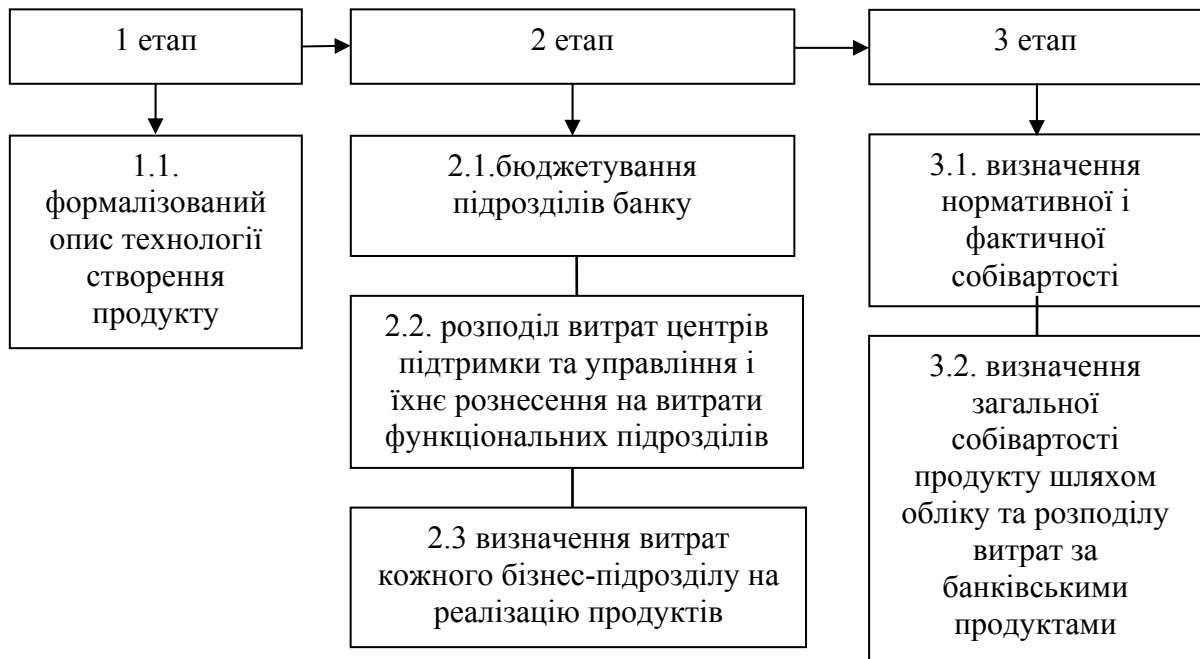 1 етап
2 етап
3 етап
1.1.
формалізований
опис технології
створення
продукту
2.1.бюджетування
підрозділів банку
2.2. розподіл витрат центрів
підтримки та управління і
їхнє рознесення на витрати
функціональних підрозділів
2.3 визначення витрат
кожного бізнес-підрозділу на
реалізацію продуктів
3.1. визначення
нормативної і
фактичної
собівартості
3.2. визначення
загальної
собівартості
продукту шляхом
обліку та розподілу
витрат за
банківськими
продуктами